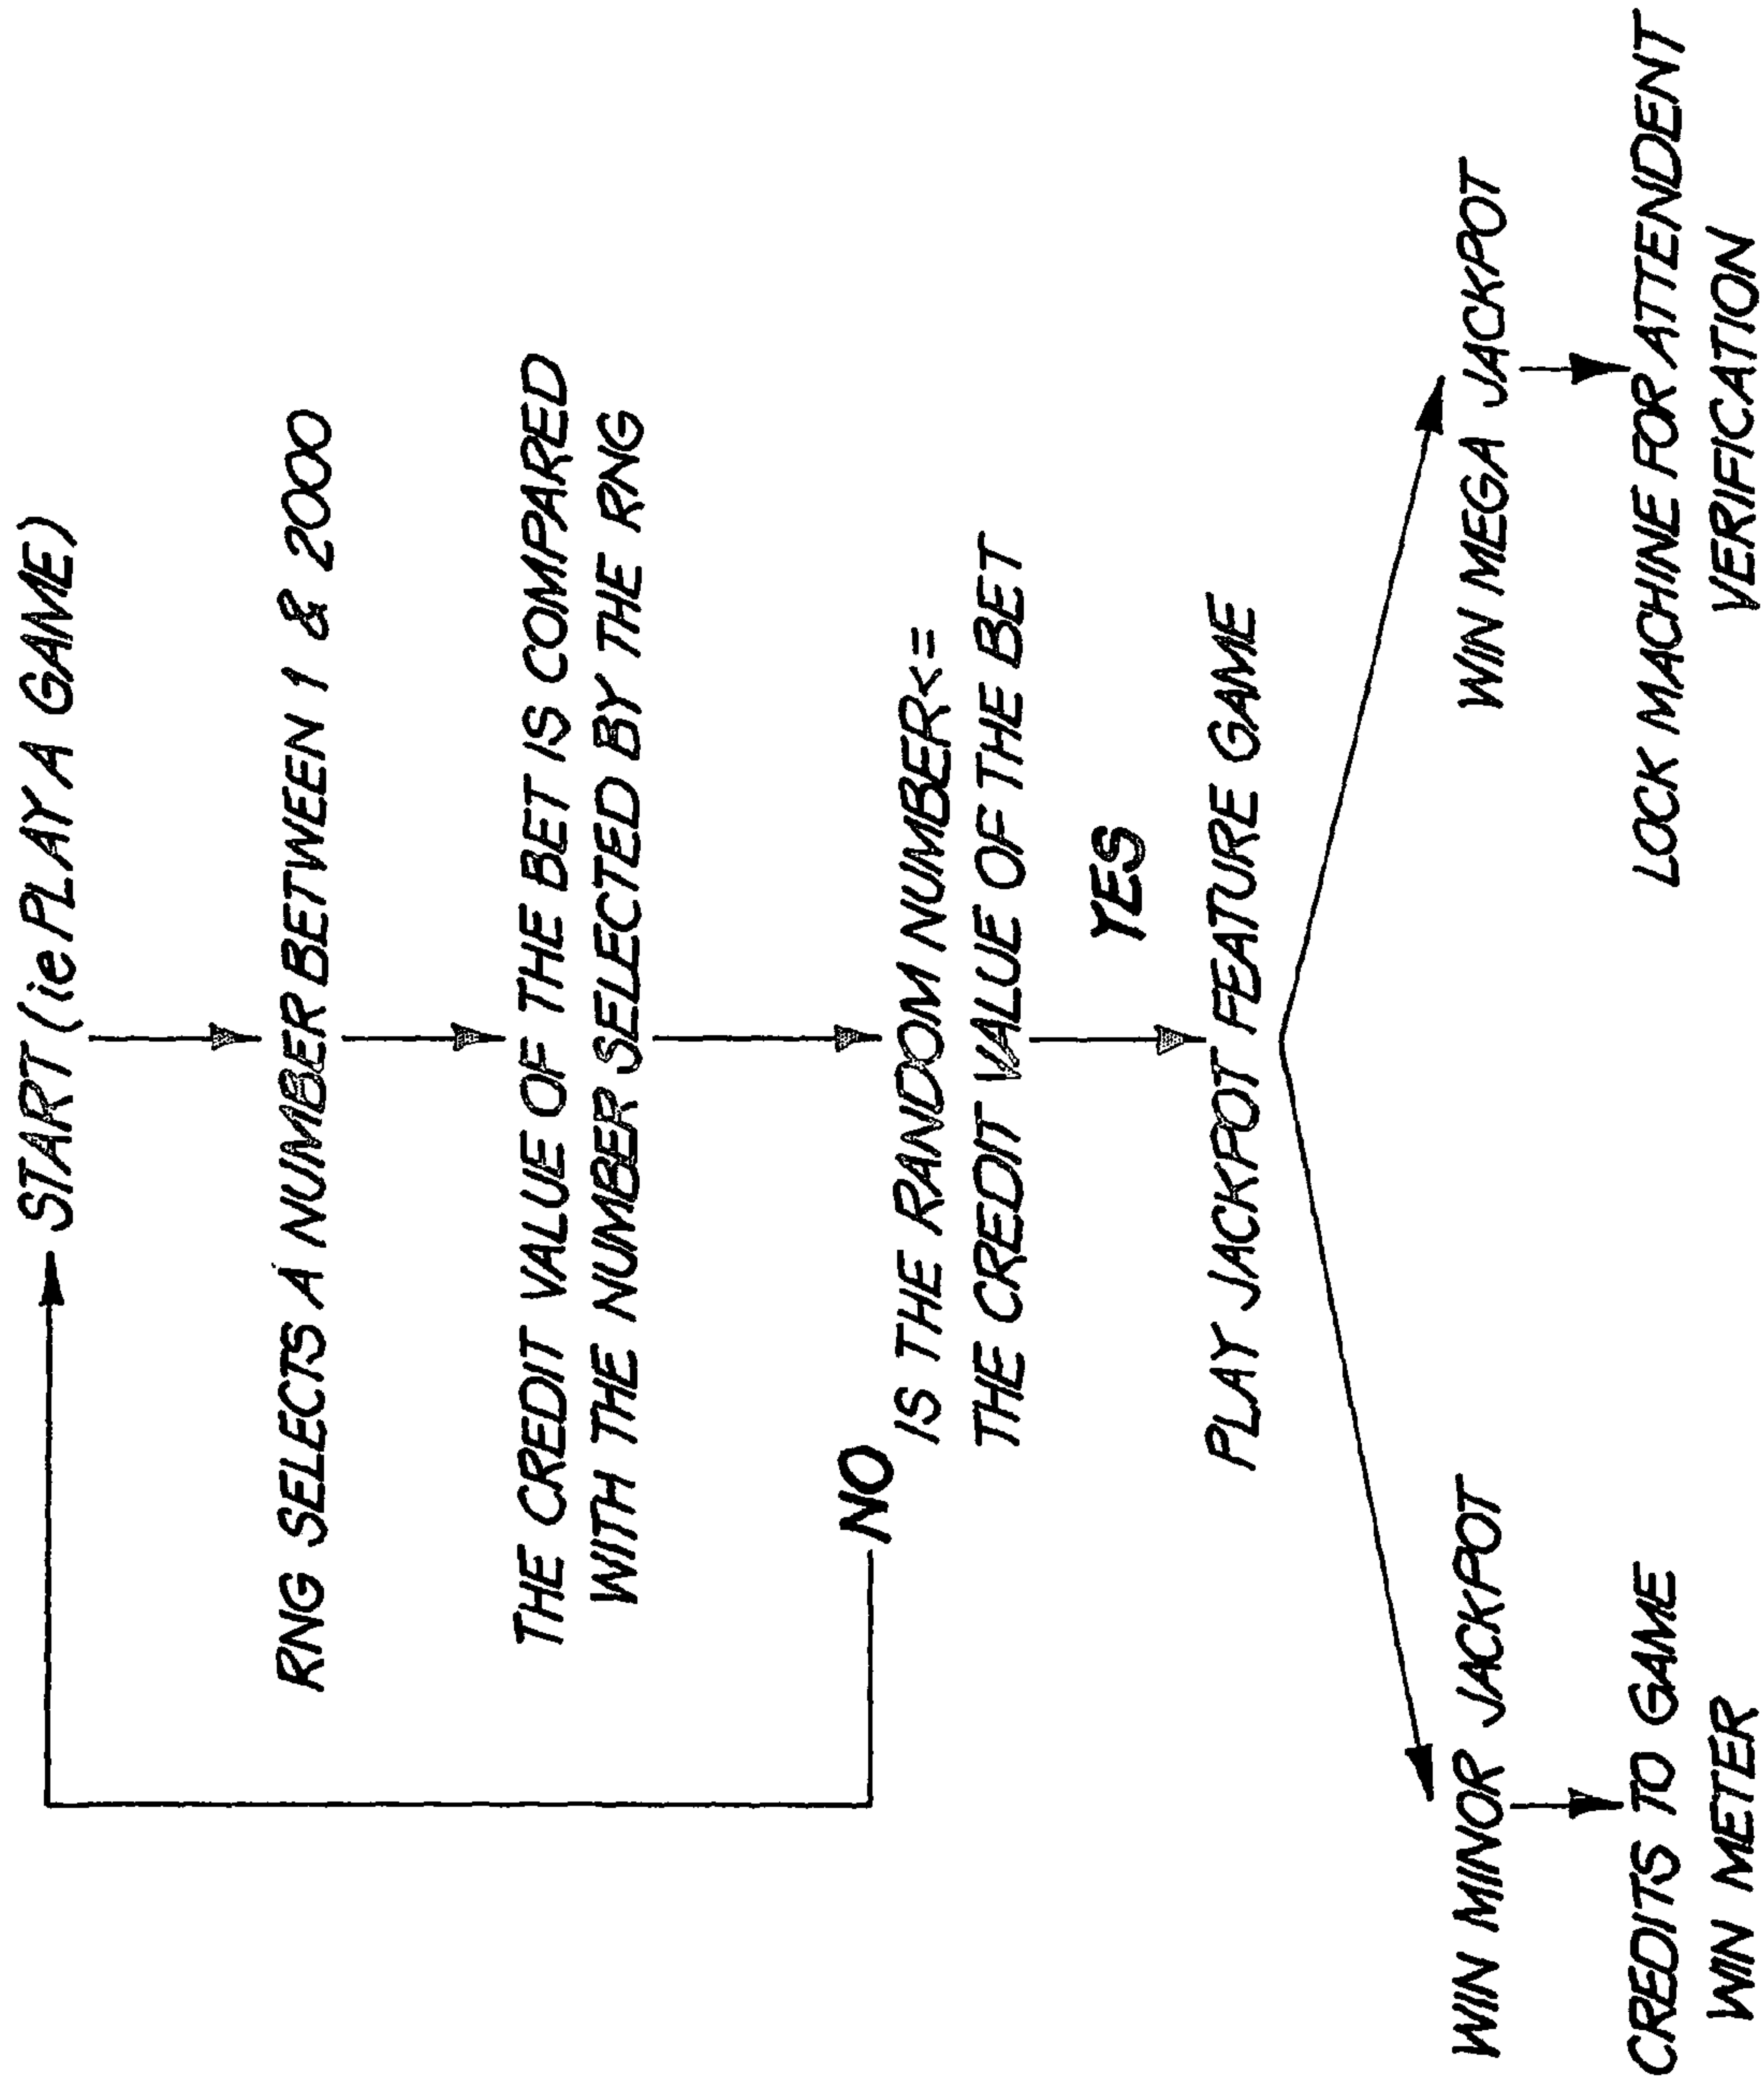 START (ie PLAY A GAME)
RNG SELECTS A NUMBER BETWEEN 1 & 2000
THE CREDIT VALUE OF THE BET IS COMPARED
WITH THE NUMBER SELECTED BY THE RNG
NO
IS THE RANDOM NUMBER<=
THE CREDIT VALUE OF THE BET
YES
PLAY JACKPOT FEATURE GAME
WIN MINOR JACKPOT
CREDITS TO GAME
WIN METER
WIN MEGA JACKPOT
LOCK MACHINE FOR ATTENDENT
VERIFICATION